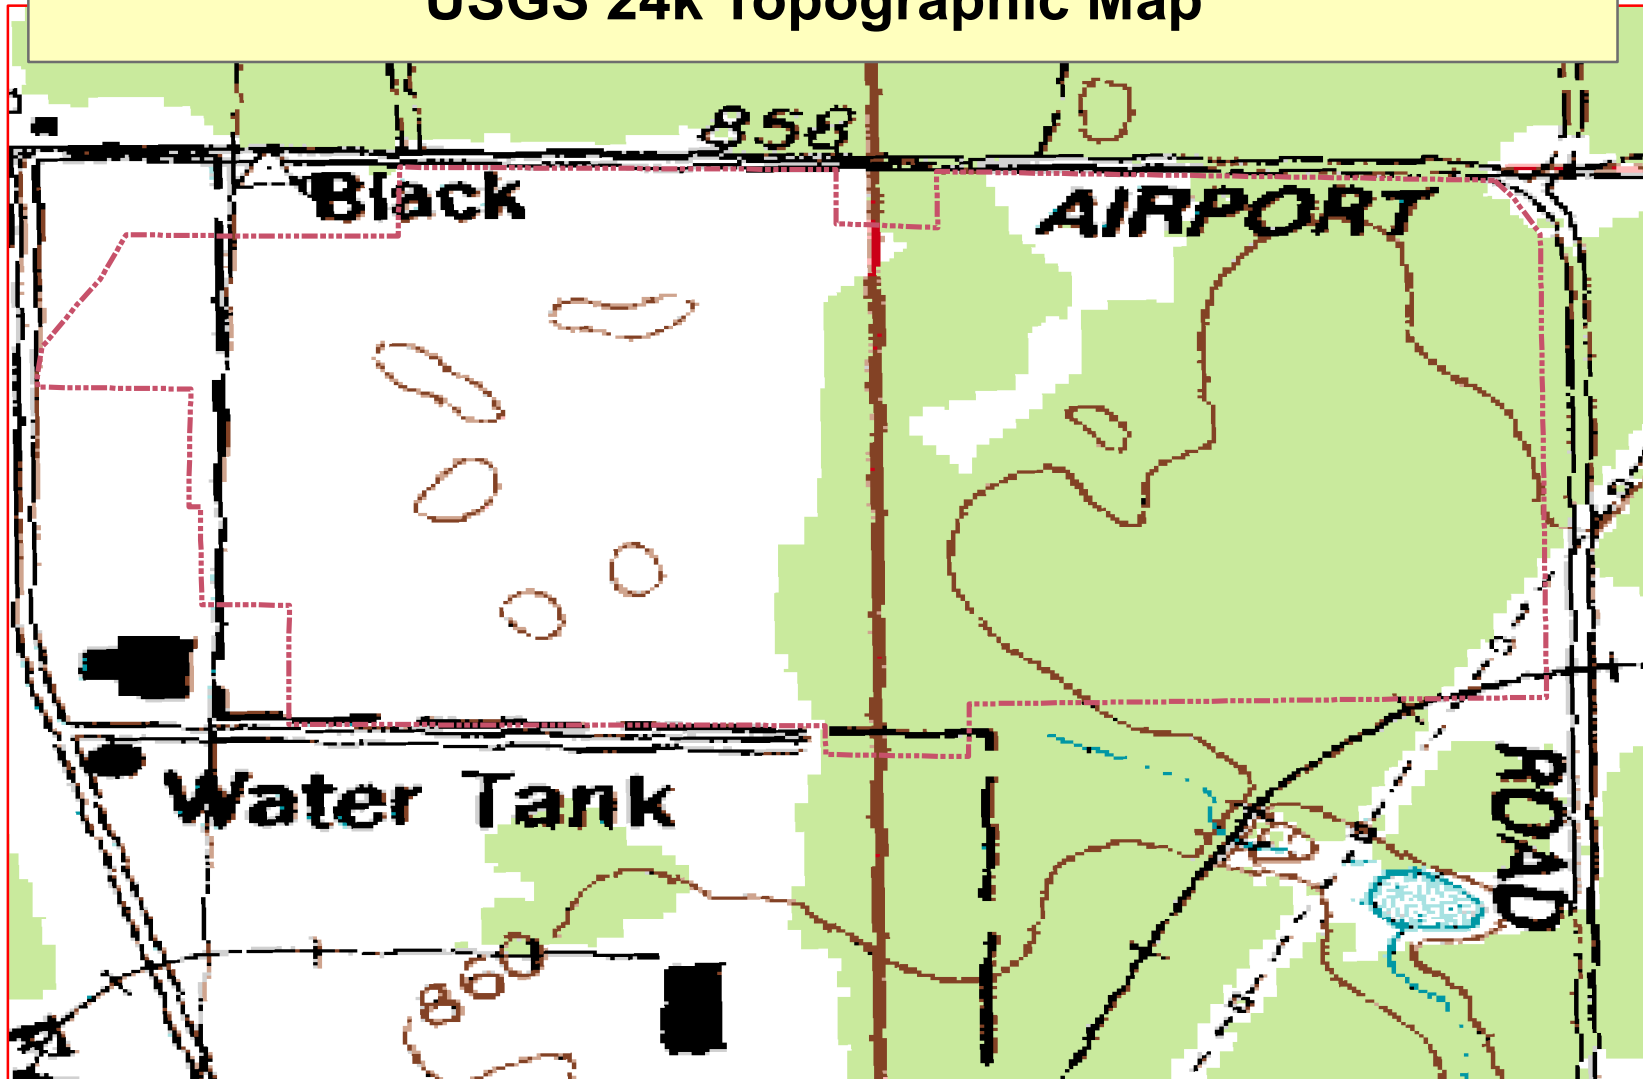 USGS 24k Topographic Map
858
Black
AIRPORT
Water Tank
ROAD
860